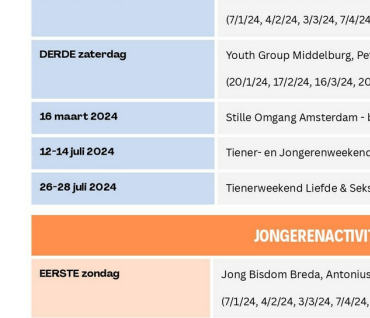 (7/1/24, 4/2/24, 3/3/24, 7/4/24
DERDE zaterdag
Youth Group Middelburg,
(20/1/24, 17/2/24, 16/3/24,
16 maart 2024
Stille Omgang Amsterdam -
12-14 juli 2024
Tiener- en Jongerenweekend
26-28 juli 2024
Tienerweekend Liefde & Seks
JONGERENACTIVI
EERSTE zondag
Jong Bisdom Breda, Antonius
(7/1/24, 4/2/24, 3/3/24, 7/4/24,